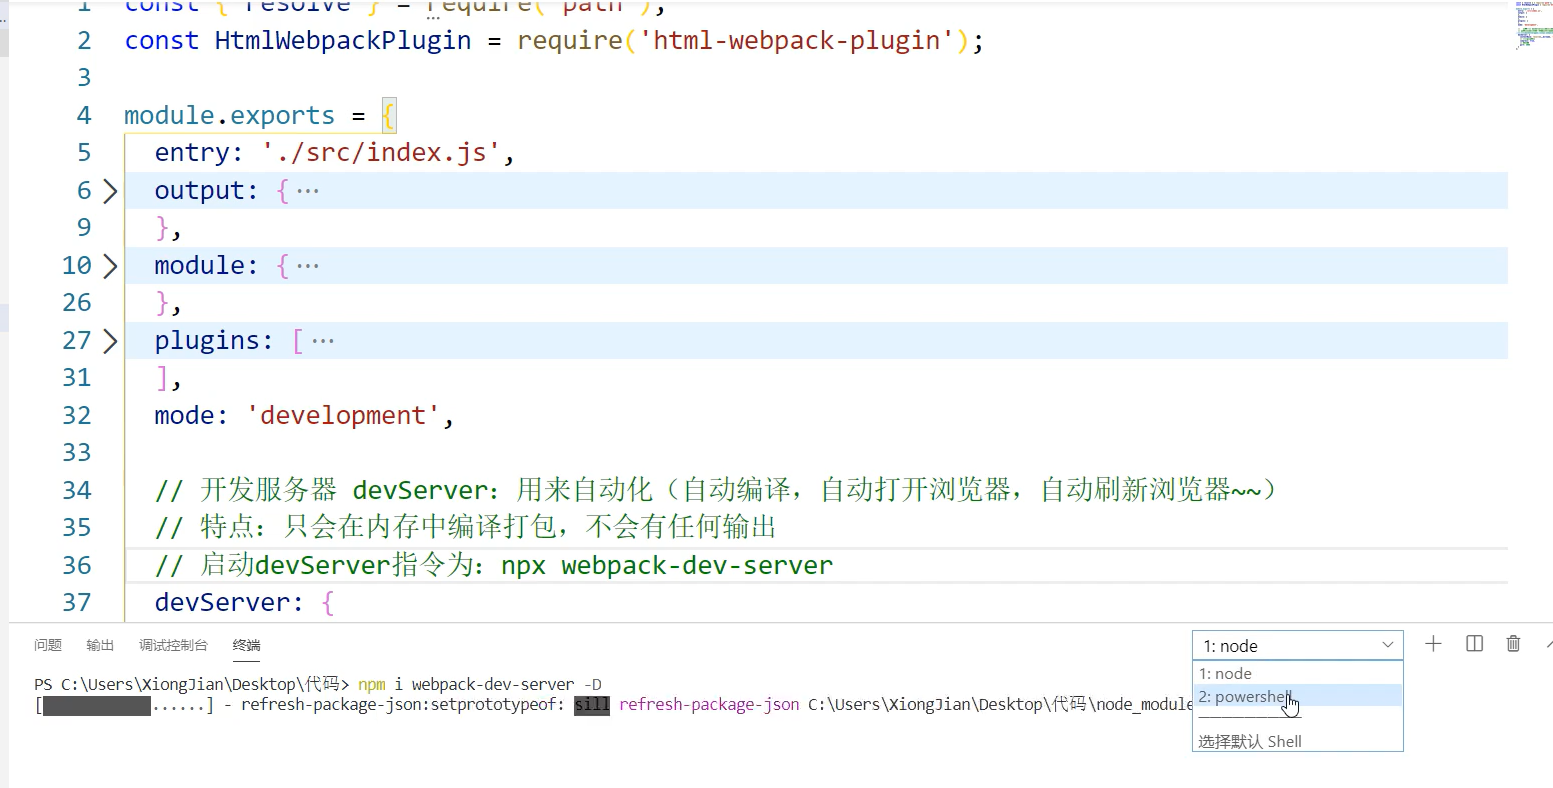 1 const { resolve } = require('path');
2 const HtmlWebpackPlugin = require('html-webpack-plugin');
3
4 module.exports = {
5 entry: './src/index.js',
6 output: { ...
9 },
10 module: { ...
26 },
27 plugins: [ ...
31 ],
32 mode: 'development',
33
34 // 开发服务器 devServer：用来自动化（自动编译，自动打开浏览器，自动刷新浏览器~~）
35 // 特点：只会在内存中编译打包，不会有任何输出
36 // 启动devServer指令为：npx webpack-dev-server
37 devServer: {
问题 输出 调试控制台 终端 1: node
PS C:\Users\XiongJian\Desktop\代码> npm i webpack-dev-server -D
[ ......] - refresh-package-json:setprototypeof: sill refresh-package-json C:\Users\XiongJian\Desktop\代码\node_module
1: node
2: powershell
──────────
选择默认 Shell